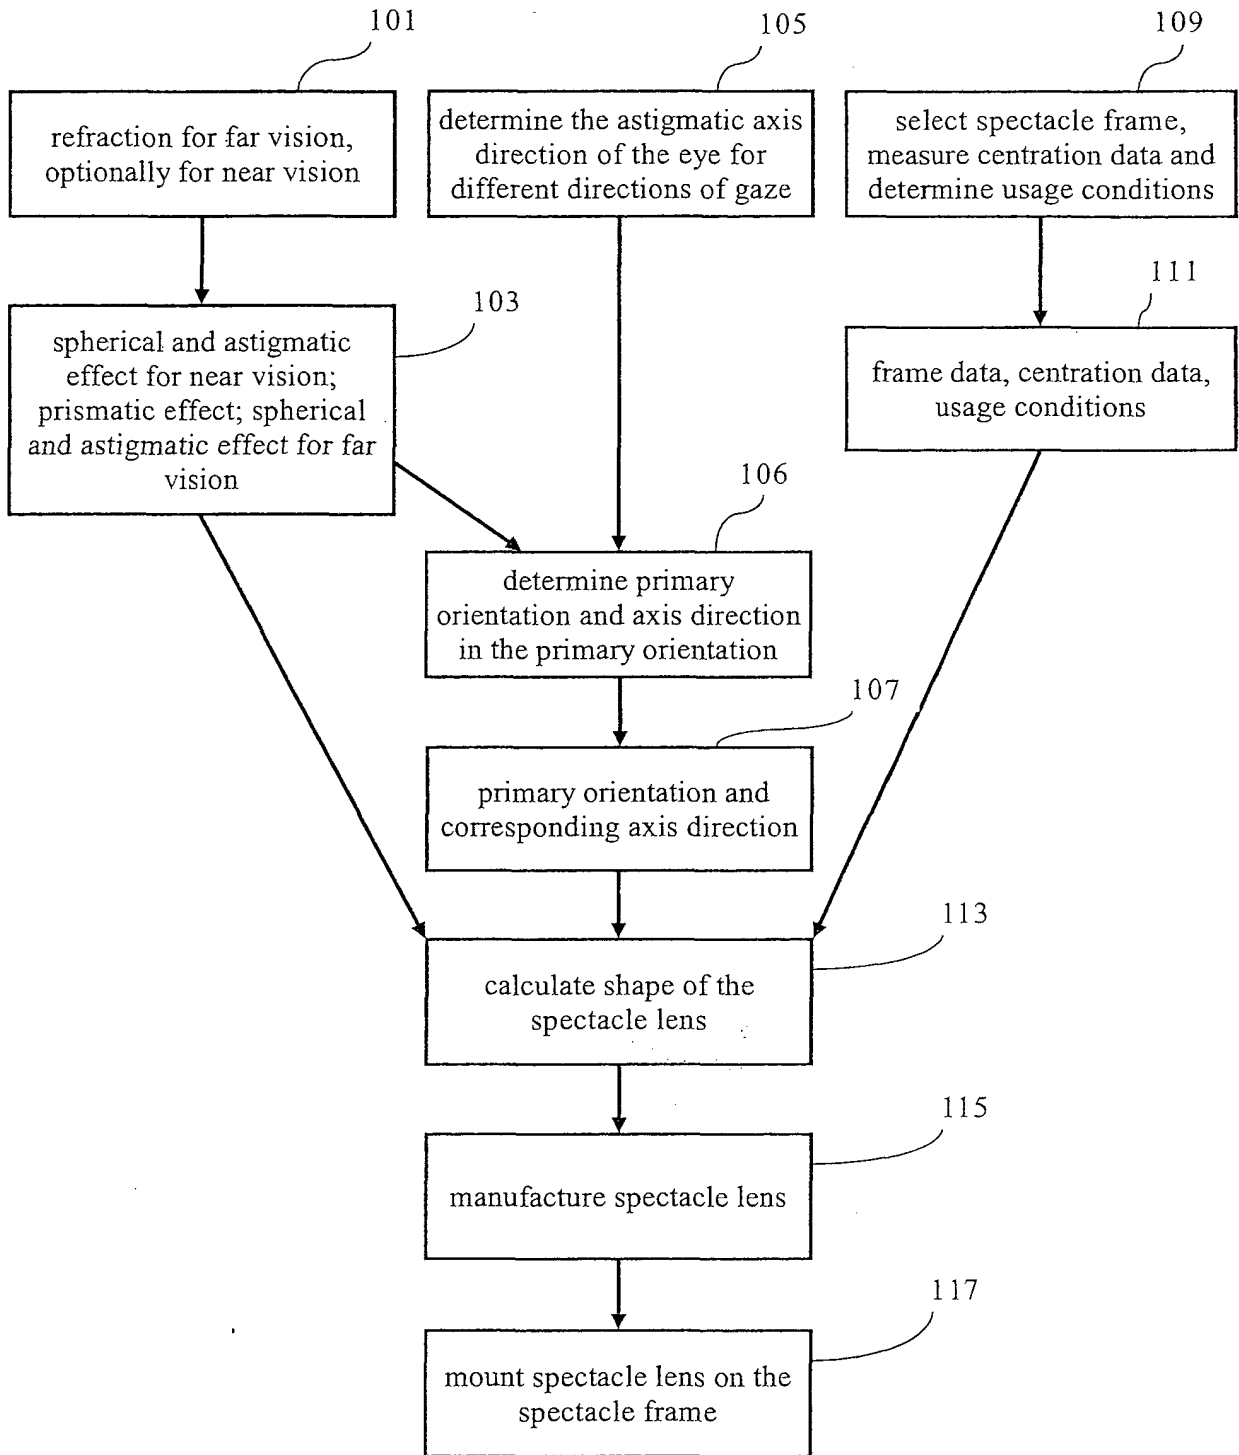 101
105
109
refraction for far vision,
optionally for near vision
determine the astigmatic axis
direction of the eye for
different directions of gaze
select spectacle frame,
measure centration data and
determine usage conditions
103
111
spherical and astigmatic
effect for near vision;
prismatic effect; spherical
and astigmatic effect for far
vision
frame data, centration data,
usage conditions
106
determine primary
orientation and axis direction
in the primary orientation
107
primary orientation and
corresponding axis direction
113
calculate shape of the
spectacle lens
115
manufacture spectacle lens
117
mount spectacle lens on the
spectacle frame